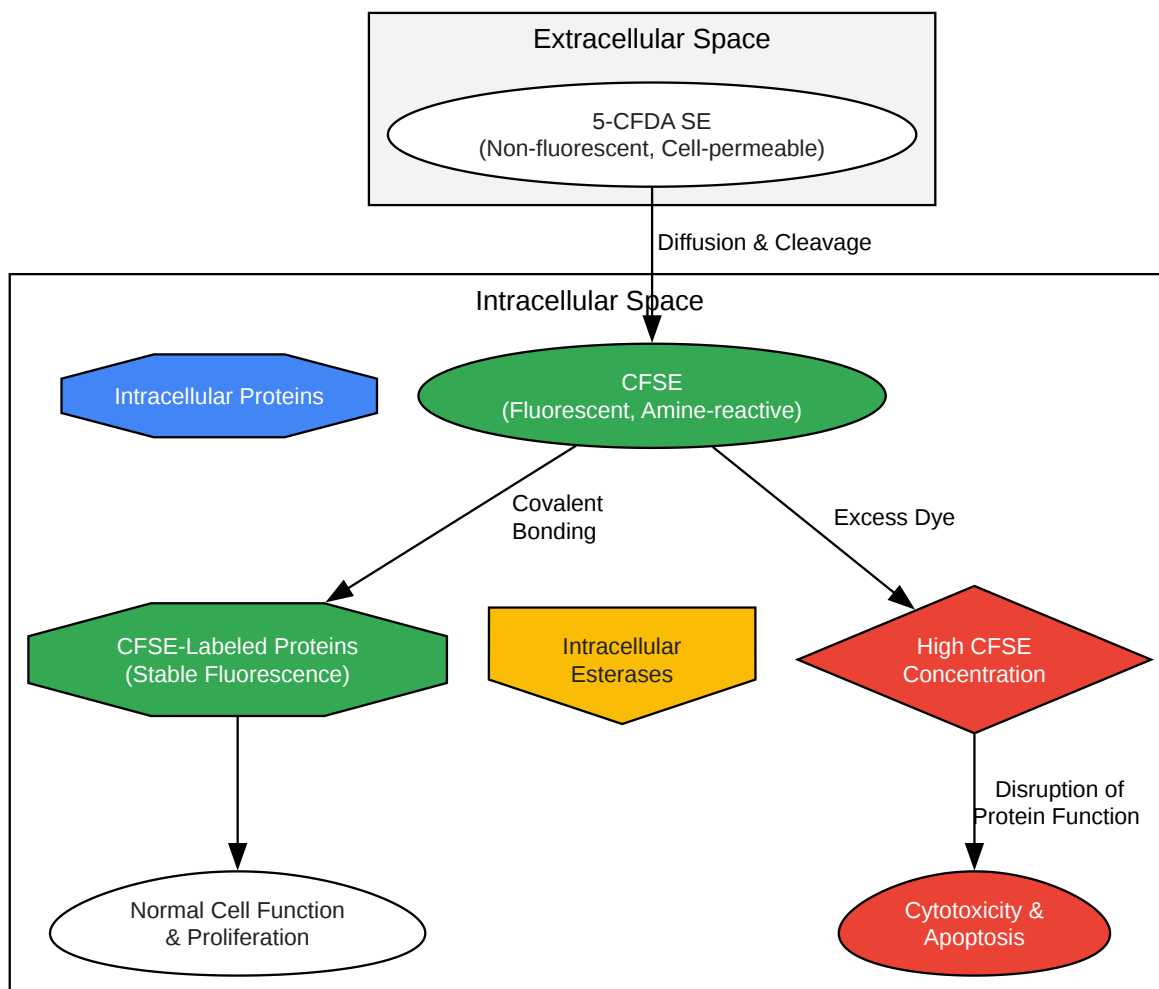 Extracellular Space
5-CFDA SE
(Non-fluorescent, Cell-permeable)
Diffusion & Cleavage
Intracellular Space
Intracellular Proteins
CFSE
(Fluorescent, Amine-reactive)
Covalent
Bonding
Excess Dye
CFSE-Labeled Proteins
(Stable Fluorescence)
Intracellular
Esterases
High CFSE
Concentration
Disruption of
Protein Function
Normal Cell Function
& Proliferation
Cytotoxicity &
Apoptosis